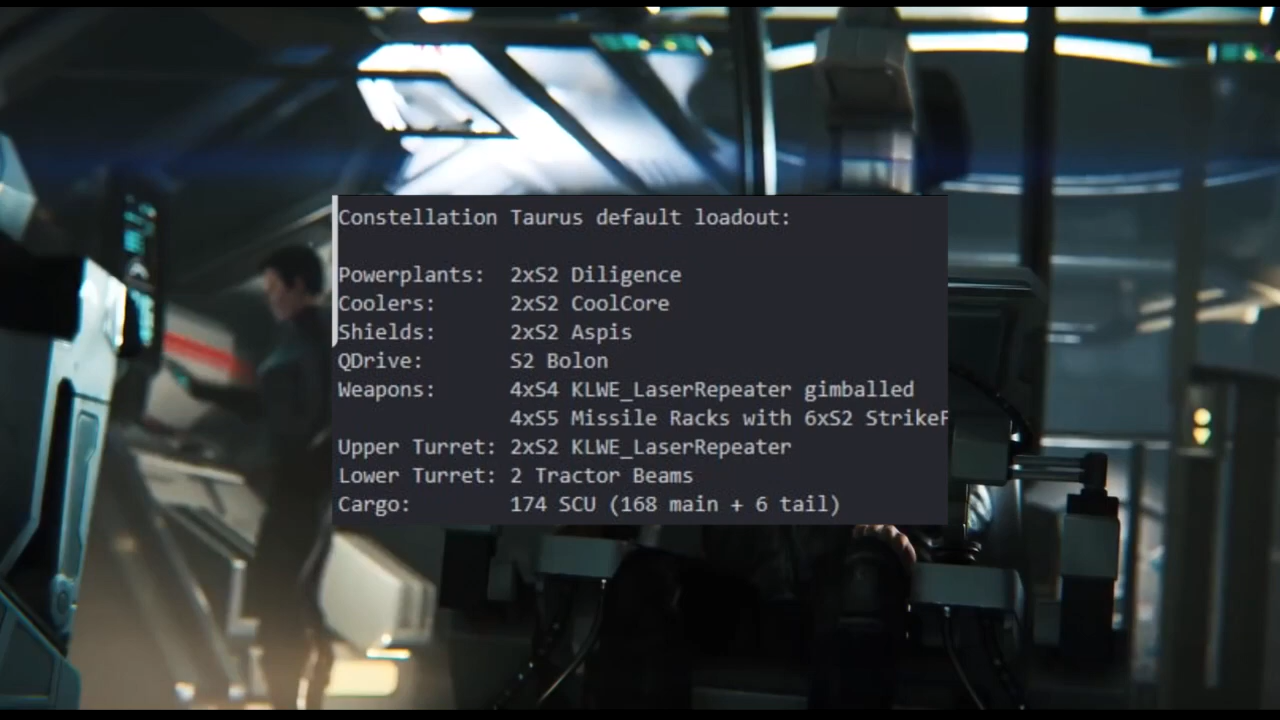 Constellation Taurus default loadout:
Powerplants: 2xS2 Diligence
Coolers: 2xS2 CoolCore
Shields: 2xS2 Aspis
QDrive: S2 Bolon
Weapons: 4xS4 KLWE_LaserRepeater gimballed
4xS5 Missile Racks with 6xS2
Upper Turret: 2xS2 KLWE_LaserRepeater
Lower Turret: 2 Tractor Beams
Cargo: 174 SCU (168 main + 6 tail)